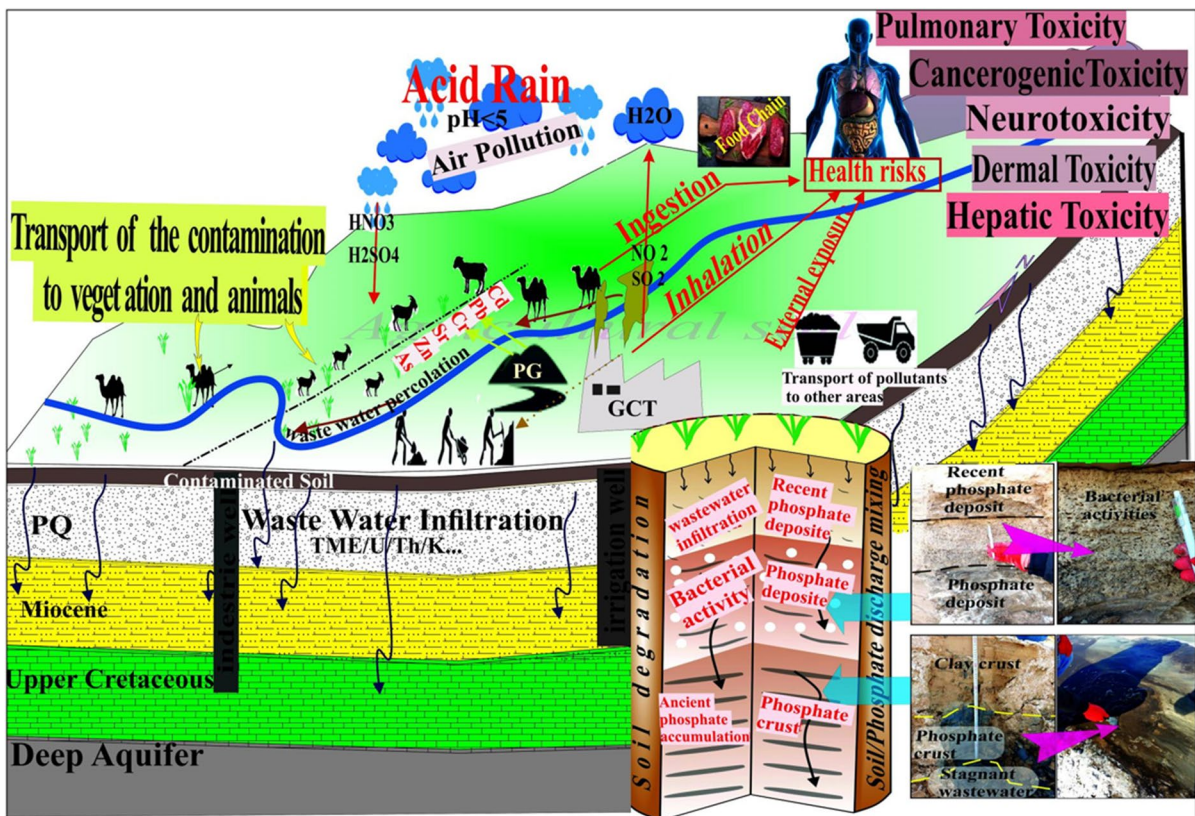 Pulmonary Toxicity
Cancerogenic Toxicity
Neurotoxicity
Dermal Toxicity
Hepatic Toxicity
Acid Rain
pH<5
Air Pollution
H2O
Food Chain
Health risks
HNO3
H2SO4
Transport of the contamination
to vegetation and animals
Ingestion
NO 2
SO 2
Inhalation
External exposure
Cd
Pb
Cr
Sr
Zn
As
waste water percolation
PG
GCT
Transport of pollutants
to other areas
Contaminated Soil
PQ
Waste Water Infiltration
TME/U/Th/K...
Miocene
Upper Cretaceous
Deep Aquifer
indestrie well
irrigation well
Soil degradation
Soil/Phosphate discharge mixing
wastewater
infiltration
Recent
phosphate
deposite
Bacterial
activity
Phosphate
deposite
Ancient
phosphate
accumulation
Phosphate
crust
Recent
phosphate
deposit
Phosphate
deposit
Bacterial
activities
Clay crust
Phosphate
crust
Stagnant
wastewater